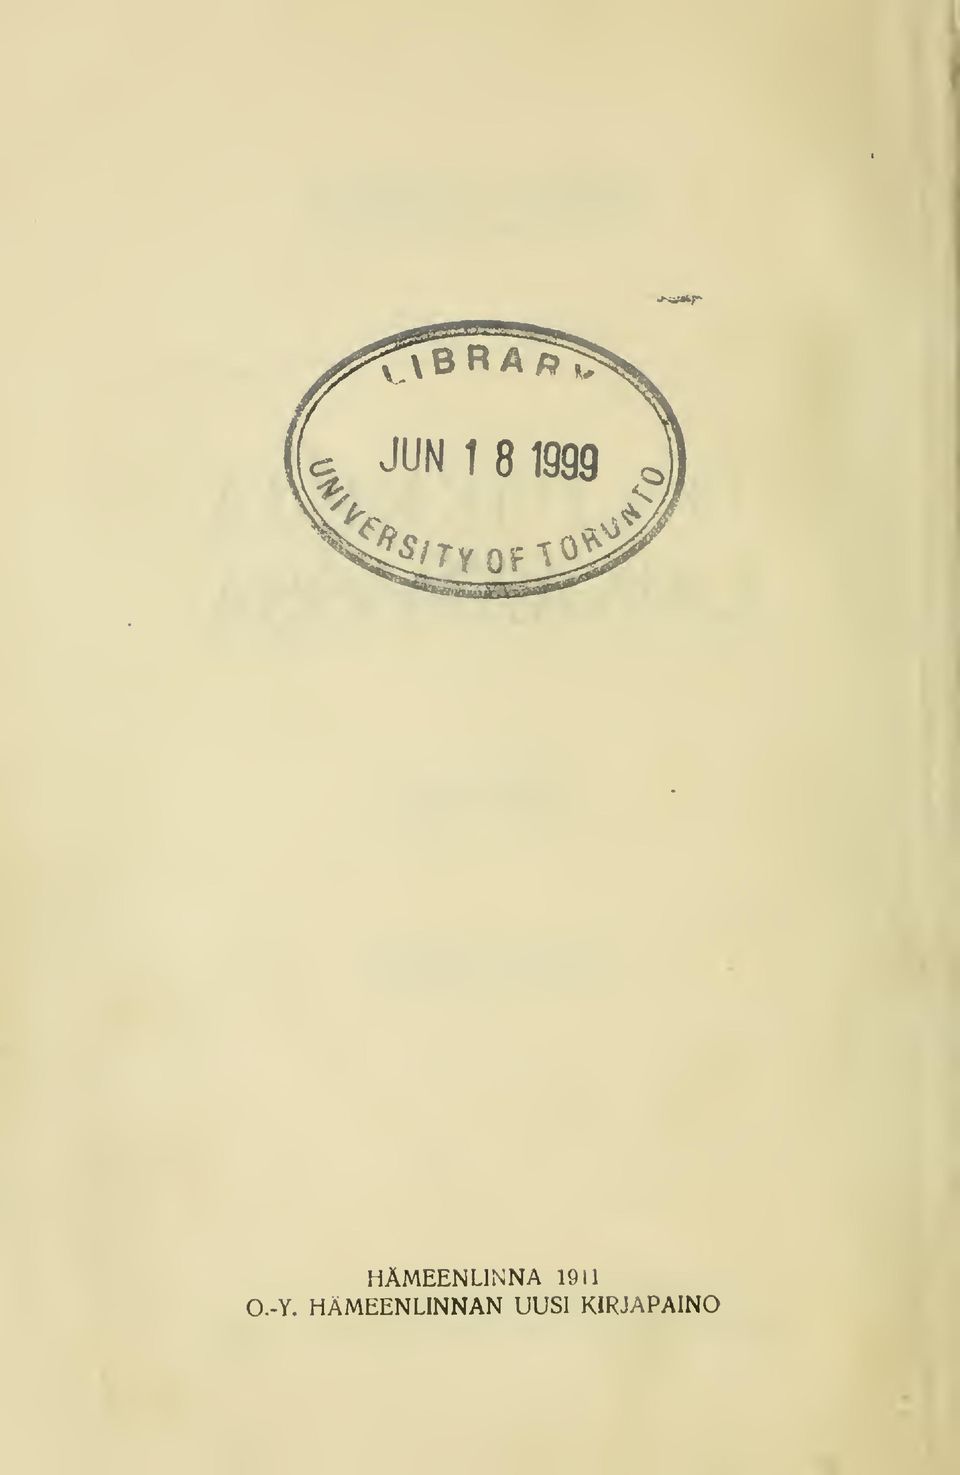 LIBRARY
JUN 18 1999
UNIVERSITY OF TORONTO
HÄMEENLINNA 1911
O.-Y. HÄMEENLINNAN UUSI KIRJAPAINO